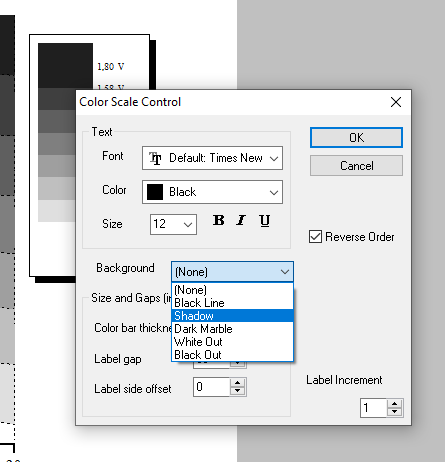 1,80 V
1,58 V
Color Scale Control
Text
Font Default: Times New
Color Black
Size 12 B I U
OK
Cancel
Reverse Order
Background (None)
(None)
Black Line
Shadow
Dark Marble
White Out
Black Out
Size and Gaps (in
Color bar thickne
Label gap
Label side offset 0
Label Increment
1